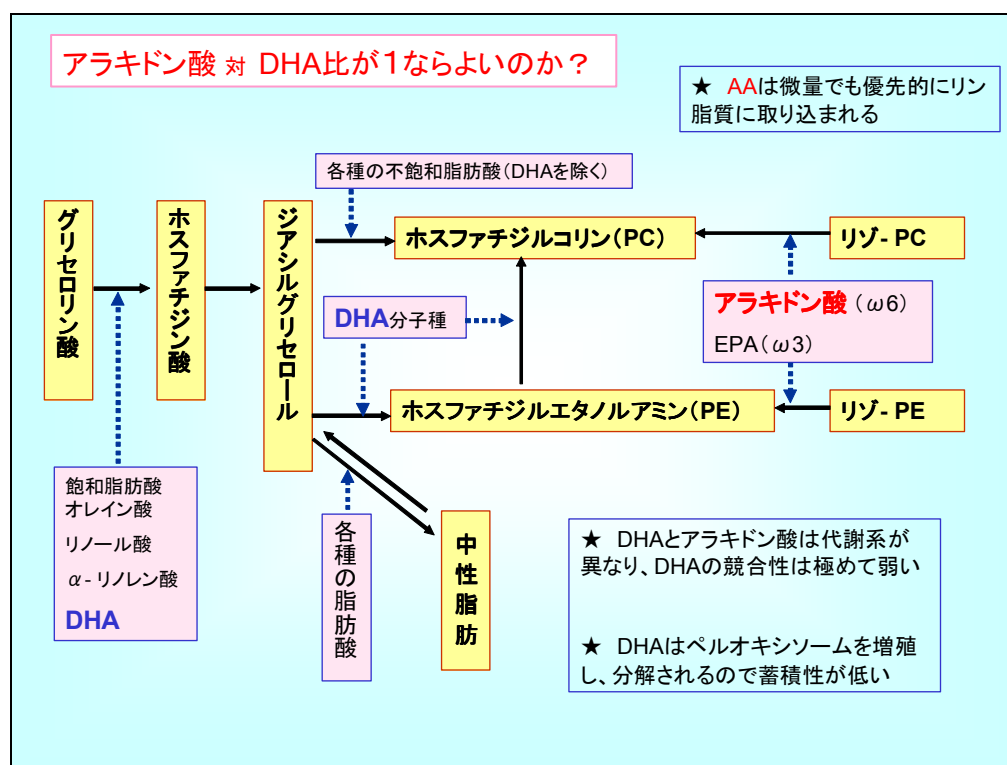 アラキドン酸 対 DHA比が１ならよいのか？
★ AAは微量でも優先的にリン
脂質に取り込まれる
各種の不飽和脂肪酸（DHAを除く）
グリセロリン酸
ホスファチジン酸
ジアシルグリセロール
ホスファチジルコリン（PC）
リゾ- PC
DHA分子種
アラキドン酸（ω6）
EPA（ω3）
ホスファチジルエタノルアミン（PE）
リゾ- PE
飽和脂肪酸
オレイン酸
リノール酸
α- リノレン酸
DHA
各種の脂肪酸
中性脂肪
★ DHAとアラキドン酸は代謝系が
異なり、DHAの競合性は極めて弱い
★ DHAはペルオキシソームを増殖
し、分解されるので蓄積性が低い